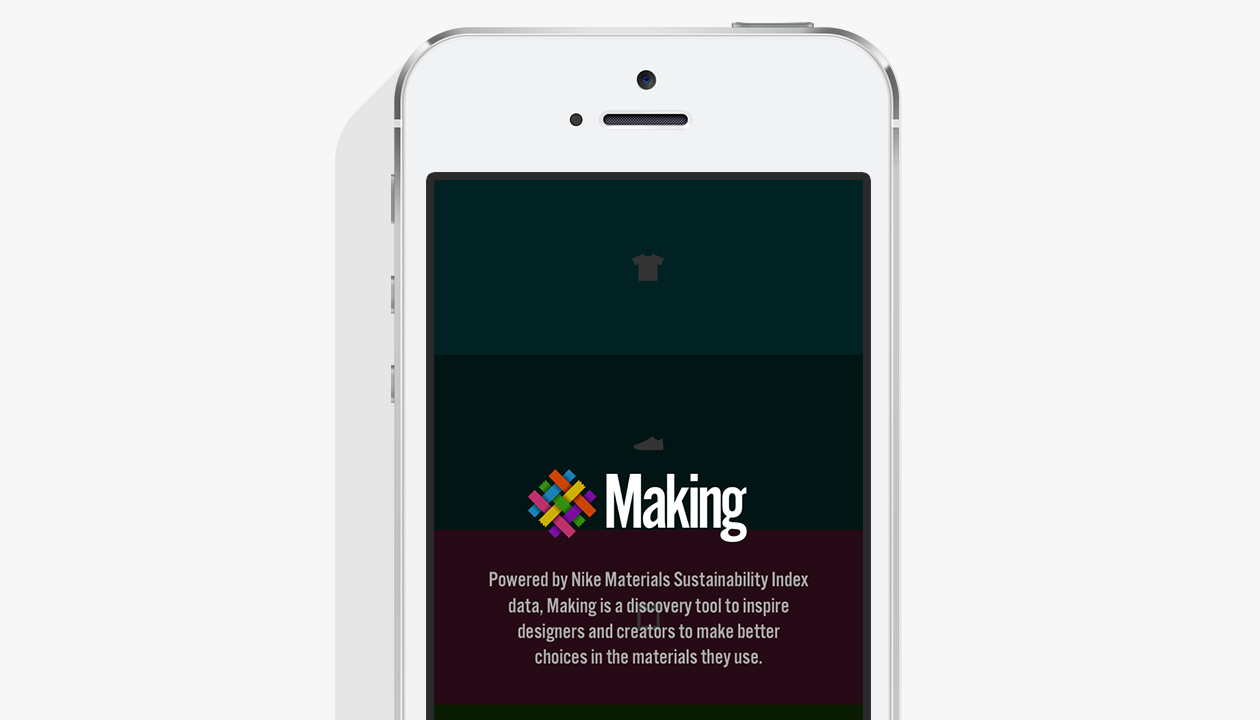 Making
Powered by Nike Materials Sustainability Index
data, Making is a discovery tool to inspire
designers and creators to make better
choices in the materials they use.